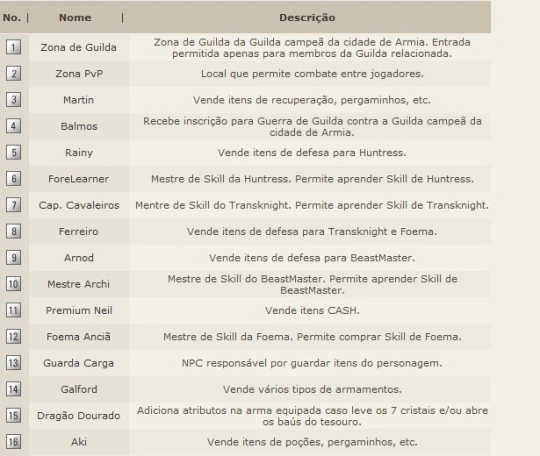 No. | Nome | Descrição
1 Zona de Guilda Zona de Guilda da Guilda campeã da cidade de Armia. Entrada
permitida apenas para membros da Guilda relacionada.
2 Zona PvP Local que permite combate entre jogadores.
3 Martin Vende itens de recuperação, pergaminhos, etc.
4 Balmos Recebe inscrição para Guerra de Guilda contra a Guilda campeã da
cidade de Armia.
5 Rainy Vende itens de defesa para Huntress.
6 ForeLearner Mestre de Skill da Huntress. Permite aprender Skill de Huntress.
7 Cap. Cavaleiros Mentre de Skill do Transknight. Permite aprender Skill de Transknight.
8 Ferreiro Vende itens de defesa para Transknight e Foema.
9 Arnod Vende itens de defesa para BeastMaster.
10 Mestre Archi Mestre de Skill do BeastMaster. Permite aprender Skill de
BeastMaster.
11 Premium Neil Vende itens CASH.
12 Foema Anciã Mestre de Skill da Foema. Permite comprar Skill de Foema.
13 Guarda Carga NPC responsável por guardar itens do personagem.
14 Galford Vende vários tipos de armamentos.
15 Dragão Dourado Adiciona atributos na arma equipada caso leve os 7 cristais e/ou abre
os baús do tesouro.
16 Aki Vende itens de poções, pergaminhos, etc.